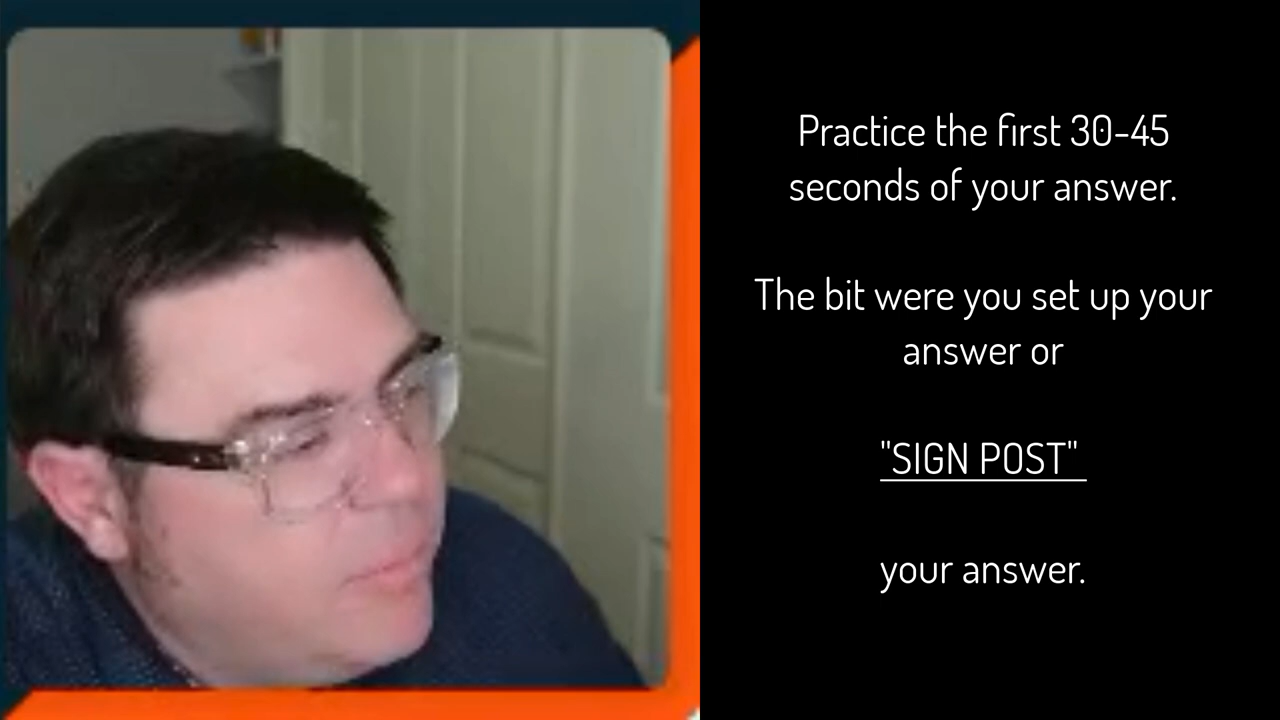 Practice the first 30-45
seconds of your answer.
The bit were you set up your
answer or
"SIGN POST"
your answer.